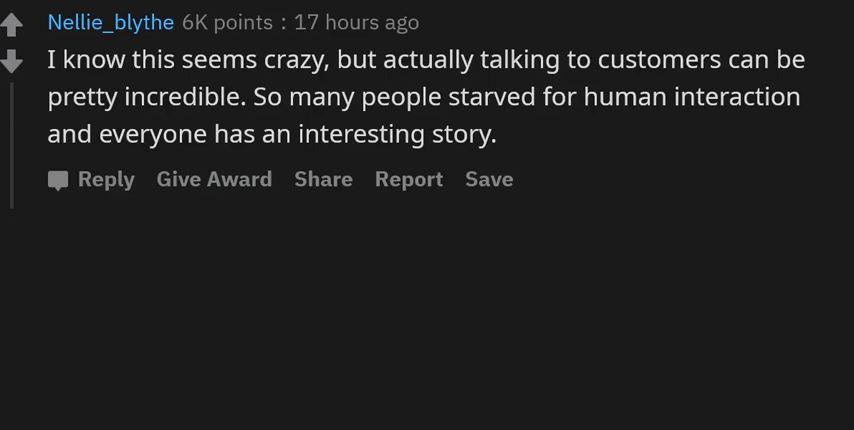 Nellie_blythe 6K points : 17 hours ago
I know this seems crazy, but actually talking to customers can be
pretty incredible. So many people starved for human interaction
and everyone has an interesting story.
Reply Give Award Share Report Save